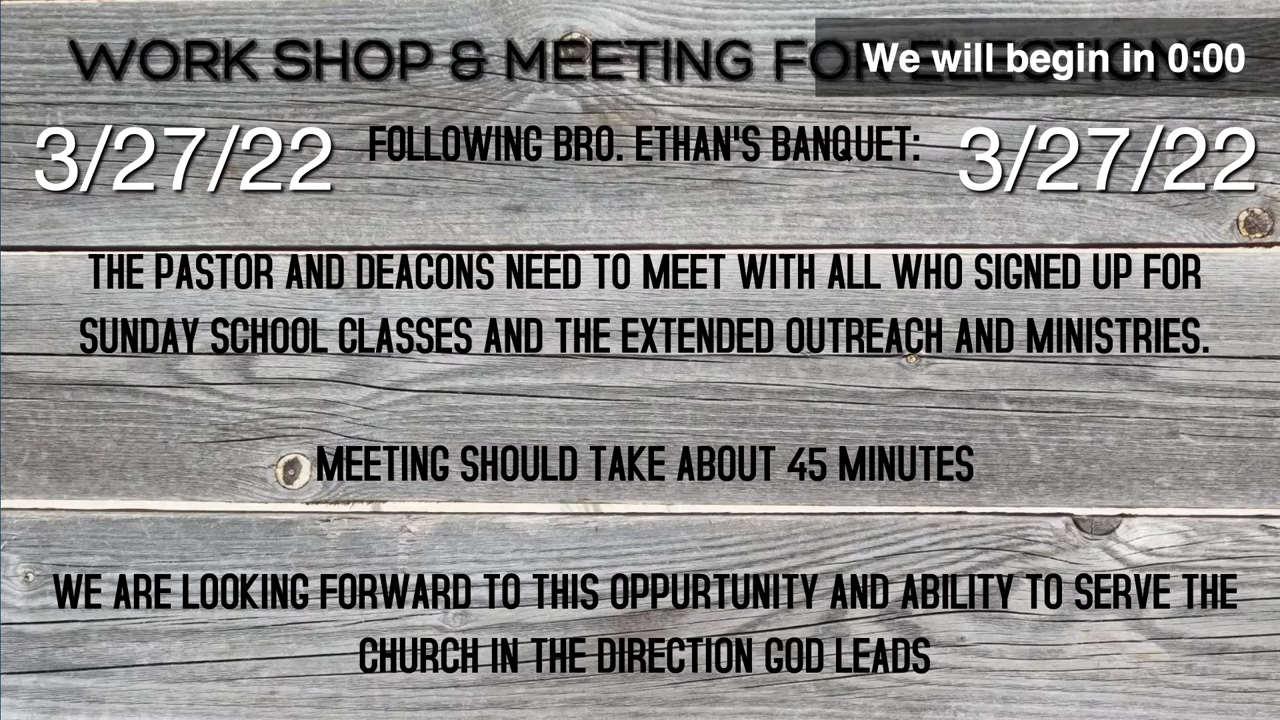 WORK SHOP & MEETING FOR
We will begin in 0:00
3/27/22 FOLLOWING BRO. ETHAN'S BANQUET: 3/27/22
THE PASTOR AND DEACONS NEED TO MEET WITH ALL WHO SIGNED UP FOR
SUNDAY SCHOOL CLASSES AND THE EXTENDED OUTREACH AND MINISTRIES.
MEETING SHOULD TAKE ABOUT 45 MINUTES
WE ARE LOOKING FORWARD TO THIS OPPURTUNITY AND ABILITY TO SERVE THE
CHURCH IN THE DIRECTION GOD LEADS